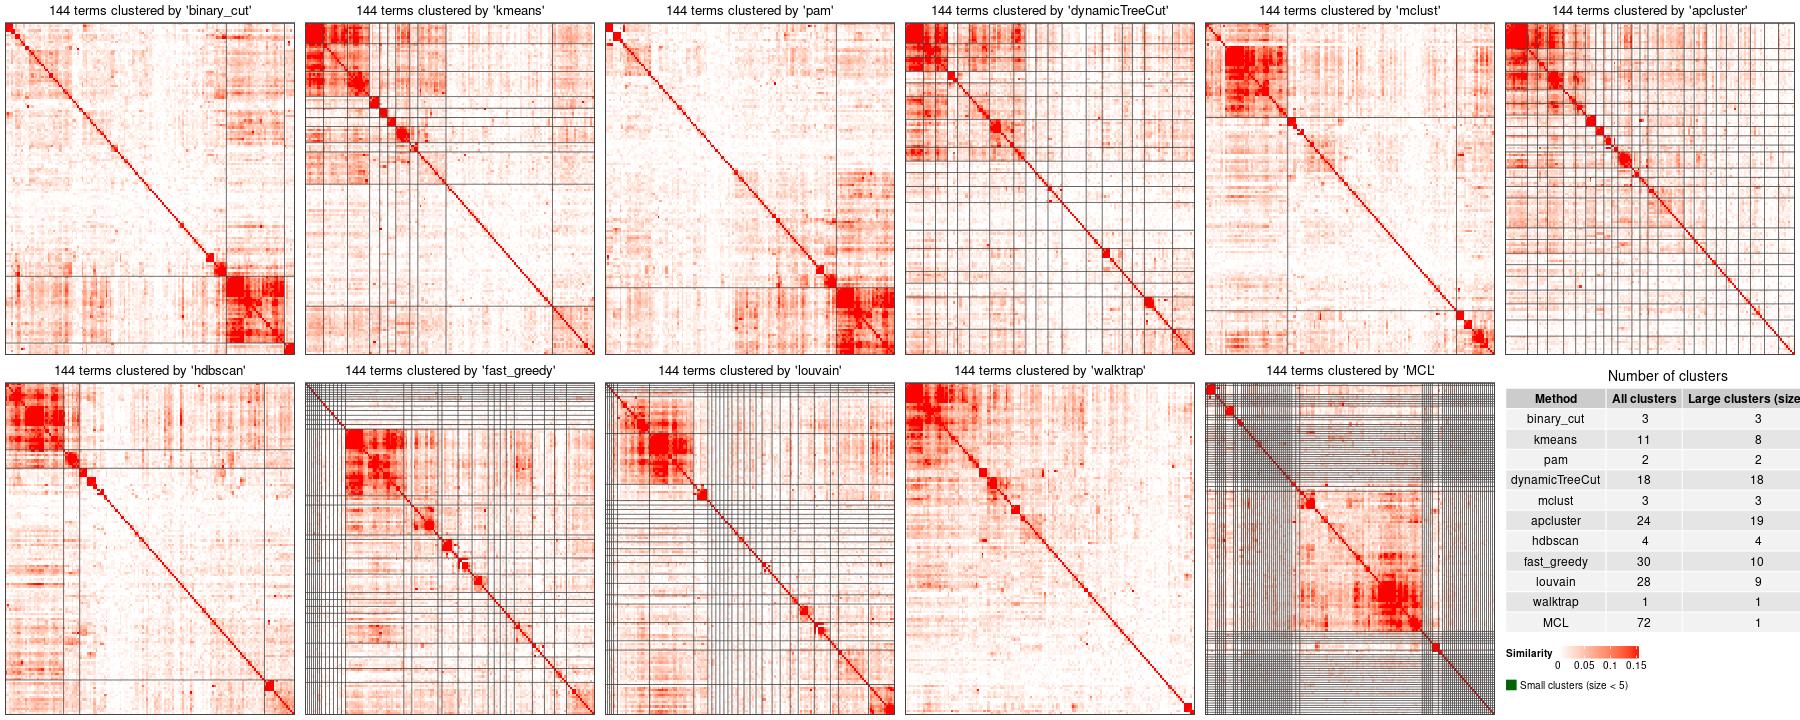 144 terms clustered by 'binary_cut'
144 terms clustered by 'kmeans'
144 terms clustered by 'pam'
144 terms clustered by 'dynamicTreeCut'
144 terms clustered by 'mclust'
144 terms clustered by 'apcluster'
144 terms clustered by 'hdbscan'
144 terms clustered by 'fast_greedy'
144 terms clustered by 'louvain'
144 terms clustered by 'walktrap'
144 terms clustered by 'MCL'
Number of clusters
Method All clusters Large clusters (size
binary_cut 3 3
kmeans 11 8
pam 2 2
dynamicTreeCut 18 18
mclust 3 3
apcluster 24 19
hdbscan 4 4
fast_greedy 30 10
louvain 28 9
walktrap 1 1
MCL 72 1
Similarity
0 0.05 0.1 0.15
Small clusters (size < 5)